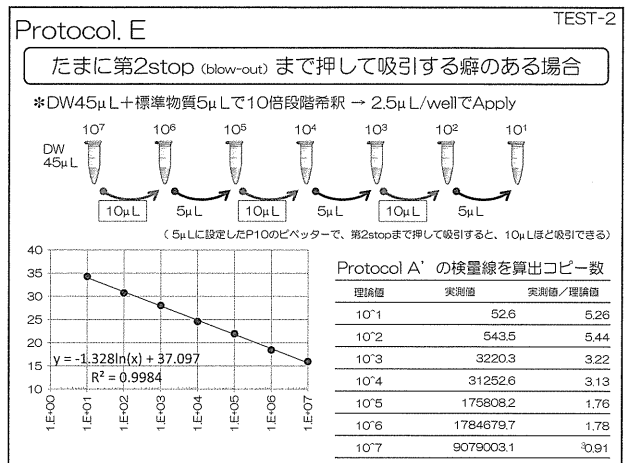 TEST-2
Protocol. E
たまに第2stop (blow-out) まで押して吸引する癖のある場合
*DW45μL+標準物質5μLで10倍段階希釈 → 2.5μL/wellでApply
10⁷ 10⁶ 10⁵ 10⁴ 10³ 10² 10¹
DW
45μL
10μL 5μL 10μL 5μL 10μL 5μL
(5μLに設定したP10のピペッターで、第2stopまで押して吸引すると、10μLほど吸引できる)
40
35
30
25
20
15
10
y = -1.328ln(x) + 37.097
R² = 0.9984
1.E+00 1.E+01 1.E+02 1.E+03 1.E+04 1.E+05 1.E+06 1.E+07
Protocol A’ の検量線を算出コピー数
理論値 実測値 実測値/理論値
10^1 52.6 5.26
10^2 543.5 5.44
10^3 3220.3 3.22
10^4 31252.6 3.13
10^5 175808.2 1.76
10^6 1784679.7 1.78
10^7 9079003.1 ³0.91